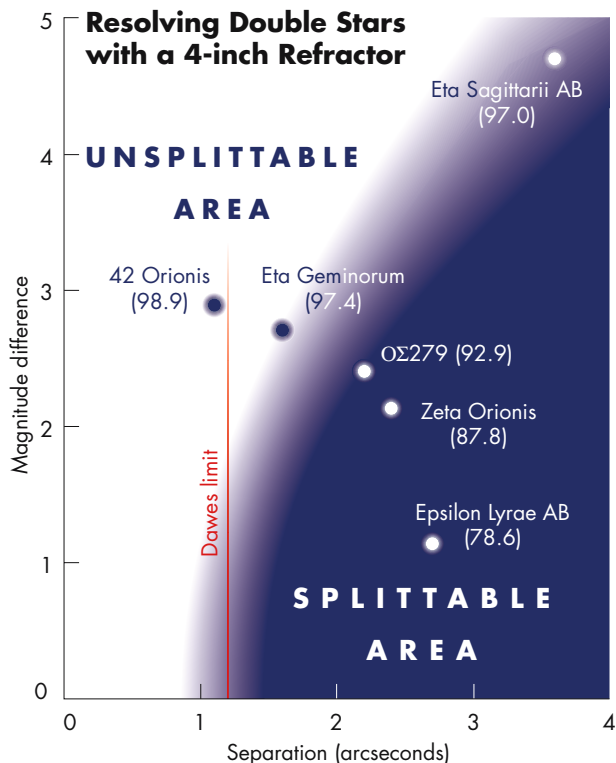 Resolving Double Stars
with a 4-inch Refractor
5
4
3
2
1
0
Magnitude difference
UNSPLITTABLE
AREA
Eta Sagittarii AB
(97.0)
42 Orionis
(98.9)
Eta Geminorum
(97.4)
ΟΣ279 (92.9)
Zeta Orionis
(87.8)
Dawes limit
Epsilon Lyrae AB
(78.6)
SPLITTABLE
AREA
0 1 2 3 4
Separation (arcseconds)